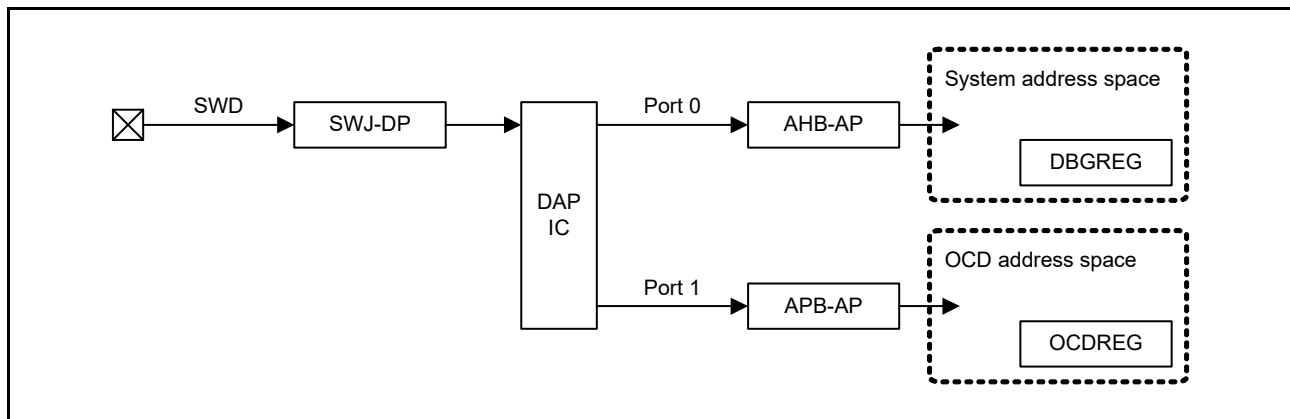 SWD
SWJ-DP
DAP
IC
Port 0
AHB-AP
System address space
DBGREG
Port 1
APB-AP
OCD address space
OCDREG